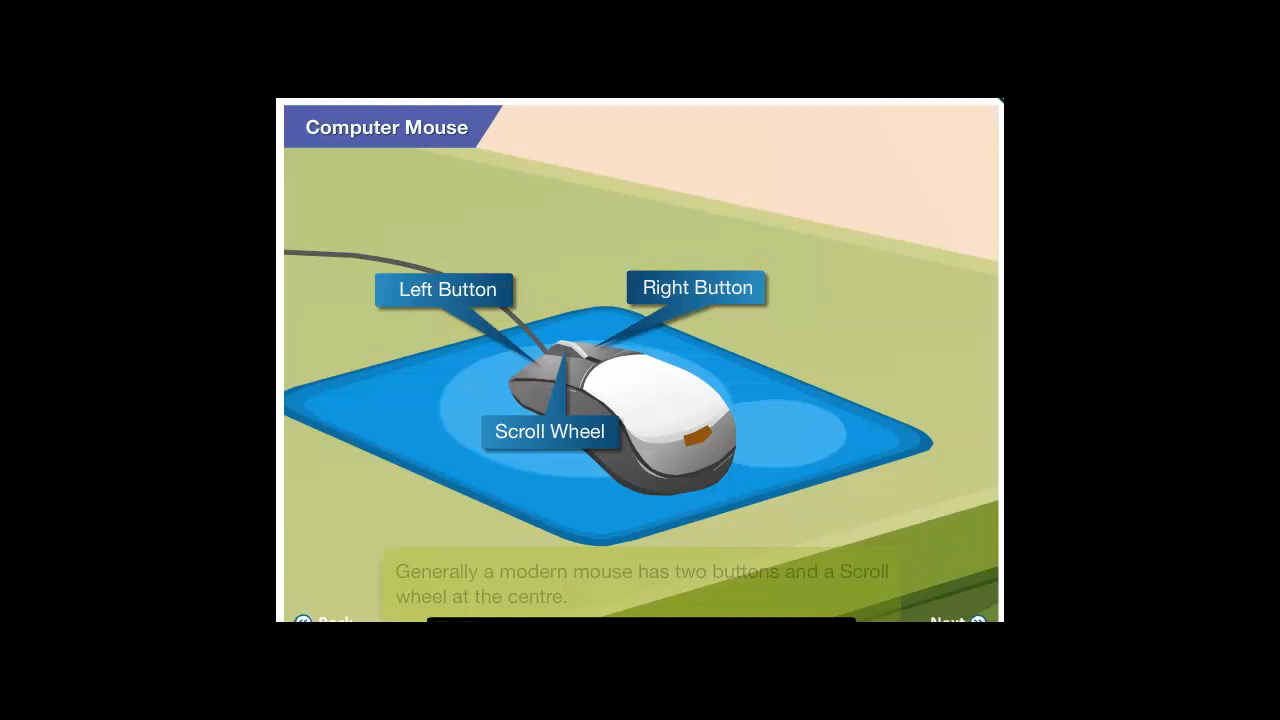 Computer Mouse
Left Button
Right Button
Scroll Wheel
Generally a modern mouse has two buttons and a Scroll
wheel at the centre.
Back
Next